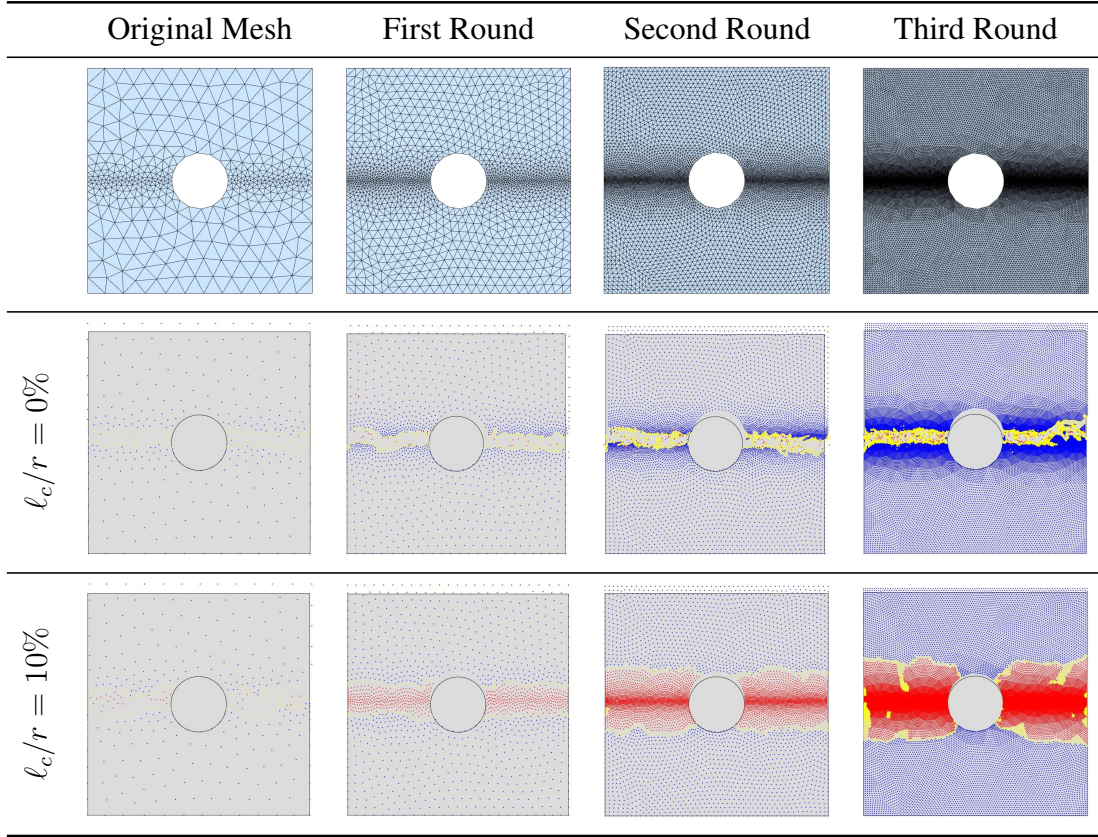 Original Mesh First Round Second Round Third Round
ℓc/r = 0%
ℓc/r = 10%